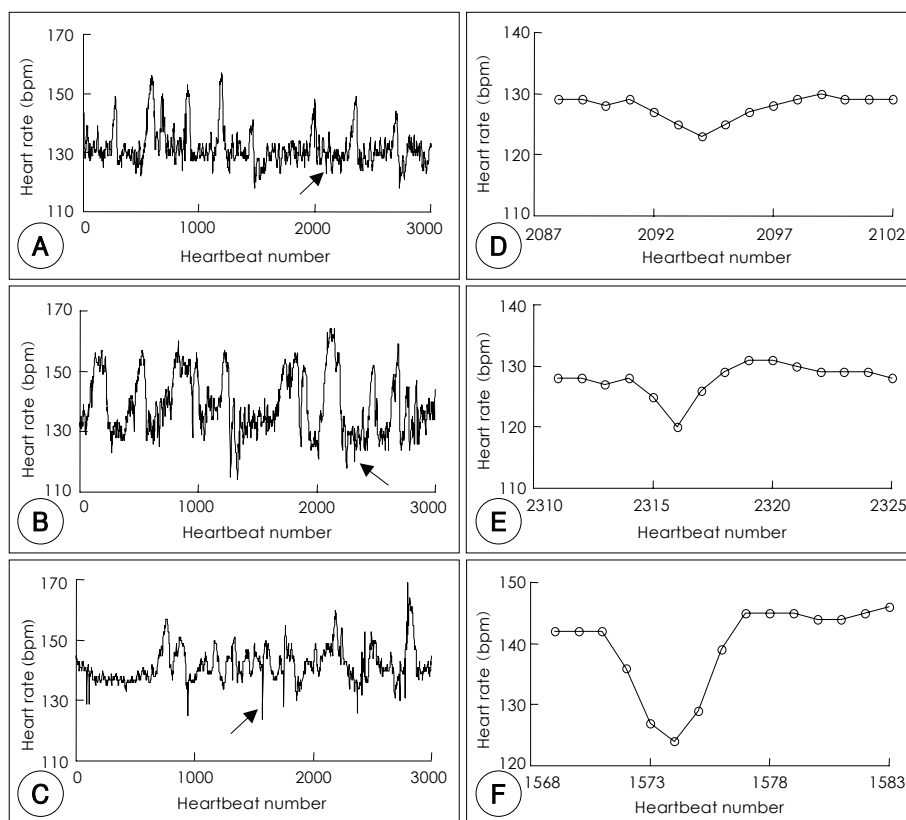 170
150
130
110
Heart rate (bpm)
0
1000
2000
3000
Heartbeat number
A
140
130
120
110
Heart rate (bpm)
2087
2092
2097
2102
Heartbeat number
D
170
150
130
110
Heart rate (bpm)
0
1000
2000
3000
Heartbeat number
B
140
130
120
110
Heart rate (bpm)
2310
2315
2320
2325
Heartbeat number
E
170
150
130
110
Heart rate (bpm)
0
1000
2000
3000
Heartbeat number
C
150
140
130
120
Heart rate (bpm)
1568
1573
1578
1583
Heartbeat number
F